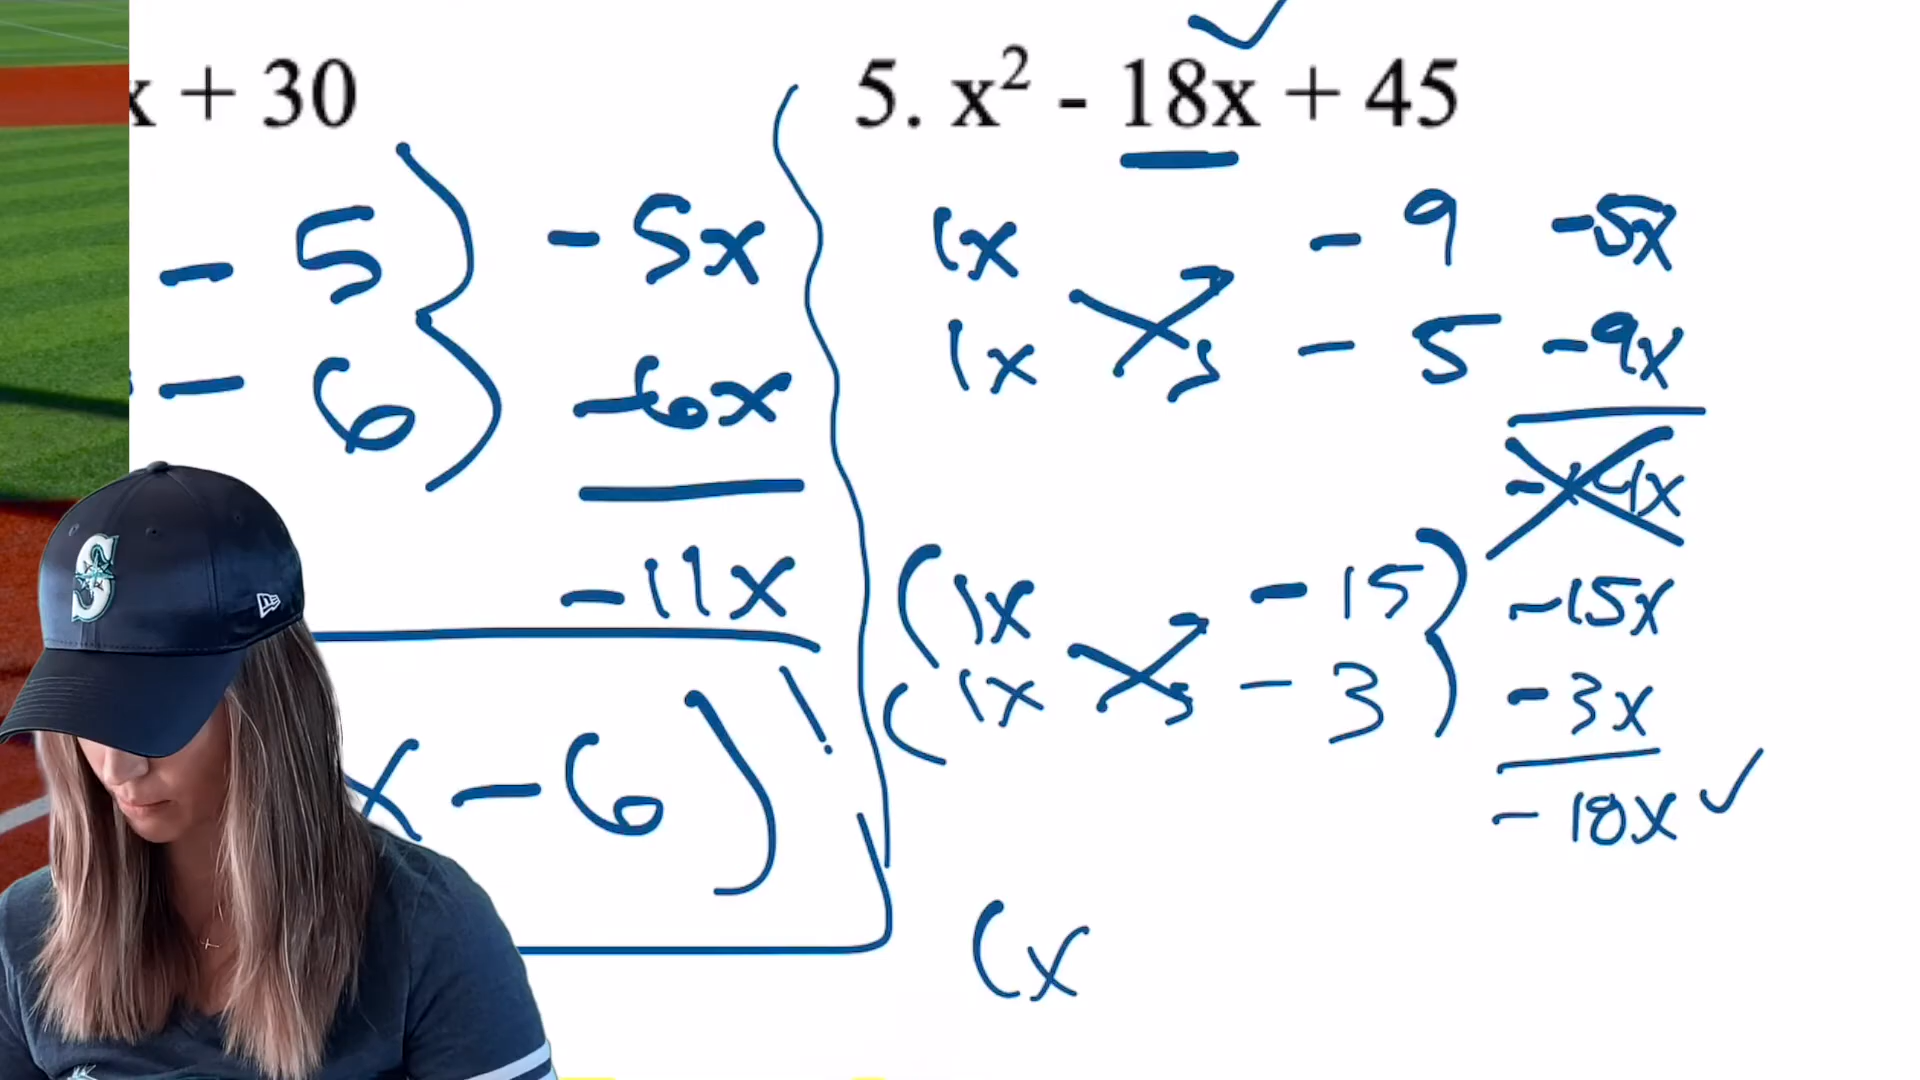 x + 30
- 5 - 5x
- 6 - 6x
- 11x
x - 6 )
5. x² - 18x + 45
1x - 9 -5x
1x - 5 -9x
-14x
(1x - 15) -15x
(1x - 3) - 3x
- 18x ✓
(x
S